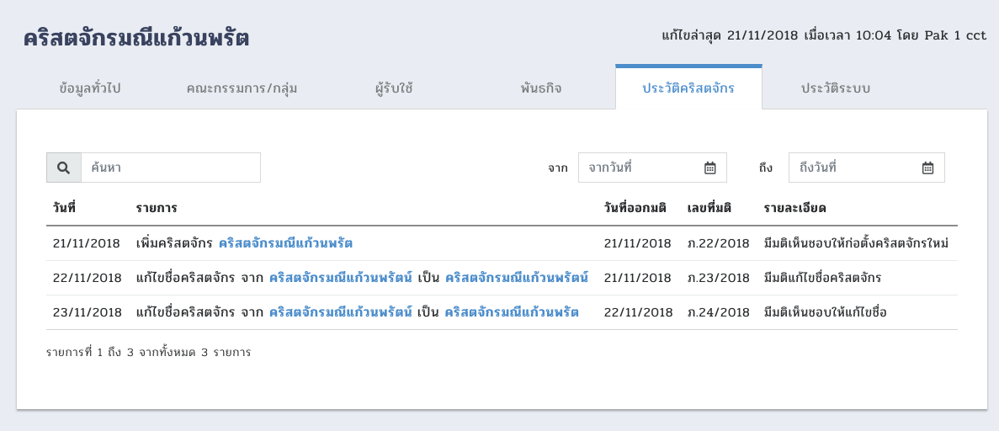 คริสตจักรมณีแก้วนพรัต
แก้ไขล่าสุด 21/11/2018 เมื่อเวลา 10:04 โดย Pak 1 cct
ข้อมูลทั่วไป คณะกรรมการ/กลุ่ม ผู้รับใช้ พันธกิจ ประวัติคริสตจักร ประวัติระบบ
ค้นหา จาก จากวันที่ ถึง ถึงวันที่
วันที่ รายการ วันที่ออกมติ เลขที่มติ รายละเอียด
21/11/2018 เพิ่มคริสตจักร คริสตจักรมณีแก้วนพรัต 21/11/2018 ภ.22/2018 มีมติเห็นชอบให้ก่อตั้งคริสตจักรใหม่
22/11/2018 แก้ไขชื่อคริสตจักร จาก คริสตจักรมณีแก้วนพรัตน์ เป็น คริสตจักรมณีแก้วนพรัตน์ 21/11/2018 ภ.23/2018 มีมติแก้ไขชื่อคริสตจักร
23/11/2018 แก้ไขชื่อคริสตจักร จาก คริสตจักรมณีแก้วนพรัตน์ เป็น คริสตจักรมณีแก้วนพรัต 22/11/2018 ภ.24/2018 มีมติเห็นชอบให้แก้ไขชื่อ
รายการที่ 1 ถึง 3 จากทั้งหมด 3 รายการ